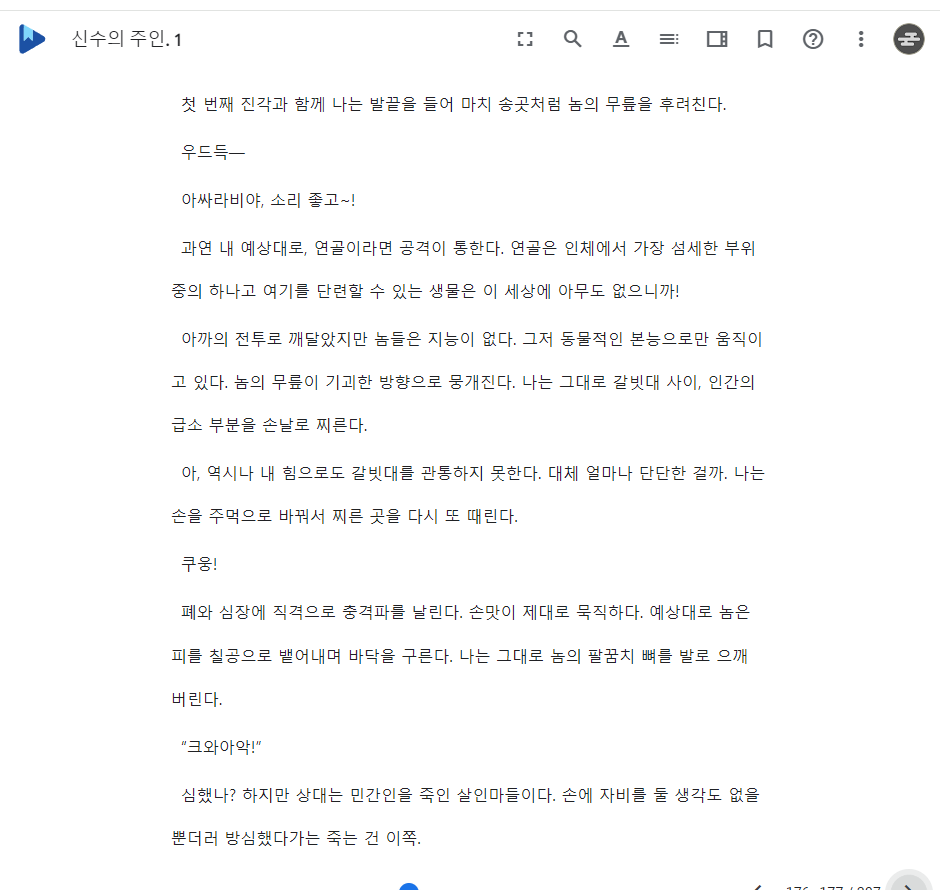 신수의 주인. 1
첫 번째 진각과 함께 나는 발끝을 들어 마치 송곳처럼 놈의 무릎을 후려친다.
우드득—
아싸라비야, 소리 좋고~!
과연 내 예상대로, 연골이라면 공격이 통한다. 연골은 인체에서 가장 섬세한 부위
중의 하나고 여기를 단련할 수 있는 생물은 이 세상에 아무도 없으니까!
아까의 전투로 깨달았지만 놈들은 지능이 없다. 그저 동물적인 본능으로만 움직이
고 있다. 놈의 무릎이 기괴한 방향으로 뭉개진다. 나는 그대로 갈빗대 사이, 인간의
급소 부분을 손날로 찌른다.
아, 역시나 내 힘으로도 갈빗대를 관통하지 못한다. 대체 얼마나 단단한 걸까. 나는
손을 주먹으로 바꿔서 찌른 곳을 다시 또 때린다.
쿠웅!
폐와 심장에 직격으로 충격파를 날린다. 손맛이 제대로 묵직하다. 예상대로 놈은
피를 칠공으로 뱉어내며 바닥을 구른다. 나는 그대로 놈의 팔꿈치 뼈를 발로 으깨
버린다.
“크와아악!”
심했나? 하지만 상대는 민간인을 죽인 살인마들이다. 손에 자비를 둘 생각도 없을
뿐더러 방심했다가는 죽는 건 이쪽.